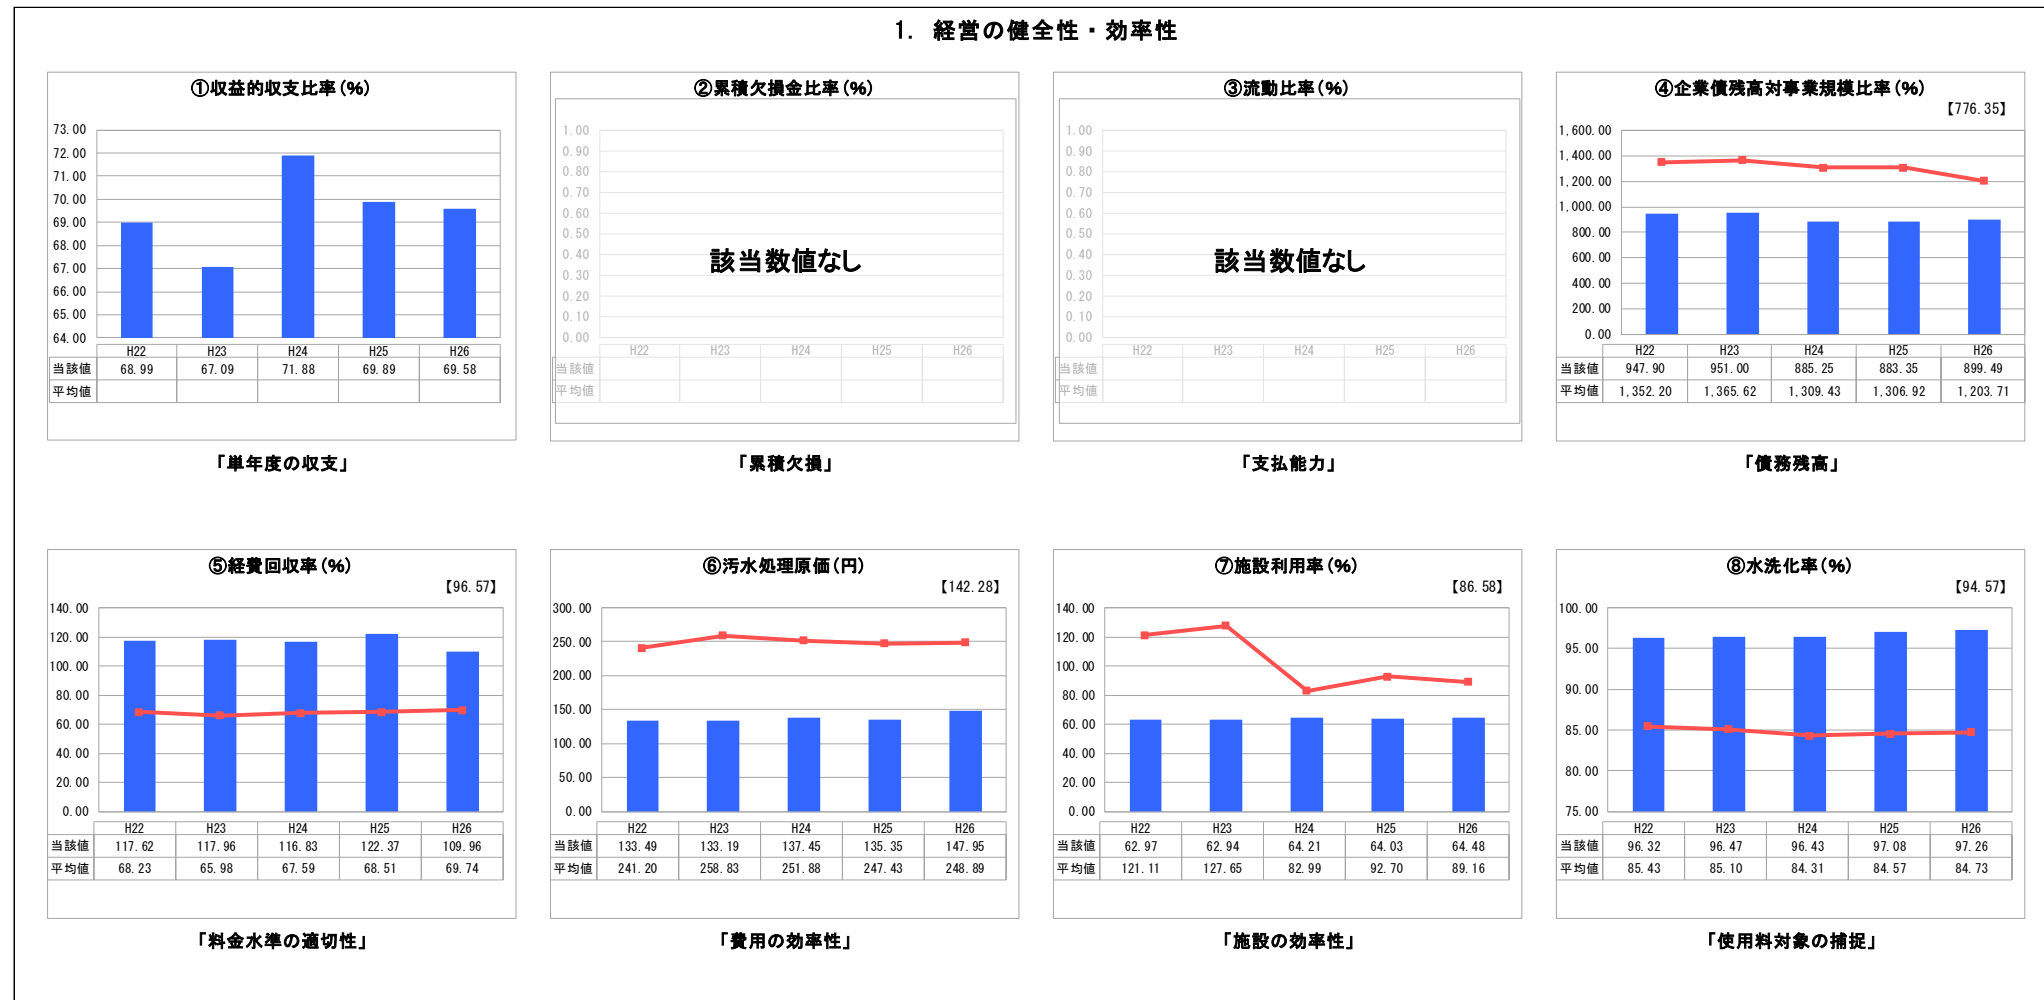 1. 経営の健全性・効率性
①収益的収支比率(%)
73.00
72.00
71.00
70.00
69.00
68.00
67.00
66.00
65.00
64.00
H22 H23 H24 H25 H26
当該値 68.99 67.09 71.88 69.89 69.58
平均値
「単年度の収支」
②累積欠損金比率(%)
1.00
0.90
0.80
0.70
0.60
0.50
0.40
0.30
0.20
0.10
0.00
該当数値なし
H22 H23 H24 H25 H26
当該値
平均値
「累積欠損」
③流動比率(%)
1.00
0.90
0.80
0.70
0.60
0.50
0.40
0.30
0.20
0.10
0.00
該当数値なし
H22 H23 H24 H25 H26
当該値
平均値
「支払能力」
④企業債残高対事業規模比率(%)
【776.35】
1,600.00
1,400.00
1,200.00
1,000.00
800.00
600.00
400.00
200.00
0.00
H22 H23 H24 H25 H26
当該値 947.90 951.00 885.25 883.35 899.49
平均値 1,352.20 1,365.62 1,309.43 1,306.92 1,203.71
「債務残高」
⑤経費回収率(%)
【96.57】
140.00
120.00
100.00
80.00
60.00
40.00
20.00
0.00
H22 H23 H24 H25 H26
当該値 117.62 117.96 116.83 122.37 109.96
平均値 68.23 65.98 67.59 68.51 69.74
「料金水準の適切性」
⑥汚水処理原価(円)
【142.28】
300.00
250.00
200.00
150.00
100.00
50.00
0.00
H22 H23 H24 H25 H26
当該値 133.49 133.19 137.45 135.35 147.95
平均値 241.20 258.83 251.88 247.43 248.89
「費用の効率性」
⑦施設利用率(%)
【86.58】
140.00
120.00
100.00
80.00
60.00
40.00
20.00
0.00
H22 H23 H24 H25 H26
当該値 62.97 62.94 64.21 64.03 64.48
平均値 121.11 127.65 82.99 92.70 89.16
「施設の効率性」
⑧水洗化率(%)
【94.57】
100.00
95.00
90.00
85.00
80.00
75.00
H22 H23 H24 H25 H26
当該値 96.32 96.47 96.43 97.08 97.26
平均値 85.43 85.10 84.31 84.57 84.73
「使用料対象の捕捉」